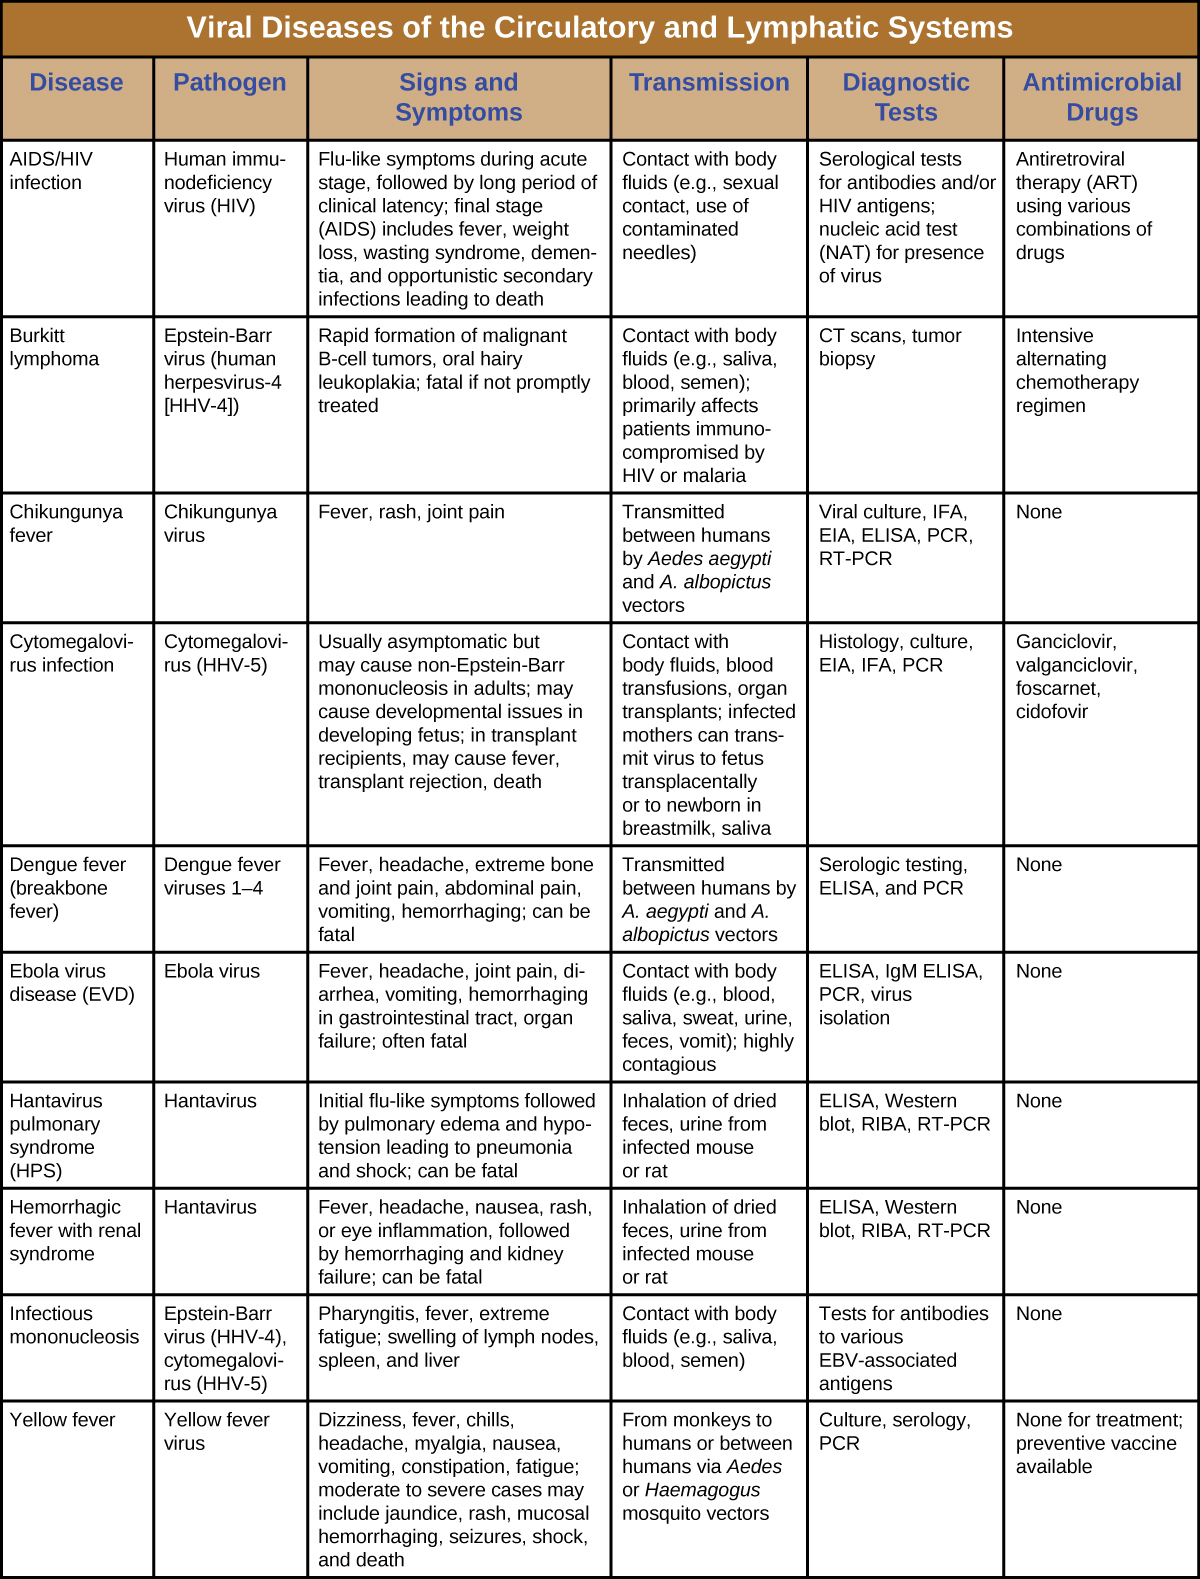 Viral Diseases of the Circulatory and Lymphatic Systems
Disease
Pathogen
Signs and
Symptoms
Transmission
Diagnostic
Tests
Antimicrobial
Drugs
AIDS/HIV
infection
Human immu-
nodeficiency
virus (HIV)
Flu-like symptoms during acute
stage, followed by long period of
clinical latency; final stage
(AIDS) includes fever, weight
loss, wasting syndrome, demen-
tia, and opportunistic secondary
infections leading to death
Contact with body
fluids (e.g., sexual
contact, use of
contaminated
needles)
Serological tests
for antibodies and/or
HIV antigens;
nucleic acid test
(NAT) for presence
of virus
Antiretroviral
therapy (ART)
using various
combinations of
drugs
Burkitt
lymphoma
Epstein-Barr
virus (human
herpesvirus-4
[HHV-4])
Rapid formation of malignant
B-cell tumors, oral hairy
leukoplakia; fatal if not promptly
treated
Contact with body
fluids (e.g., saliva,
blood, semen);
primarily affects
patients immuno-
compromised by
HIV or malaria
CT scans, tumor
biopsy
Intensive
alternating
chemotherapy
regimen
Chikungunya
fever
Chikungunya
virus
Fever, rash, joint pain
Transmitted
between humans
by Aedes aegypti
and A. albopictus
vectors
Viral culture, IFA,
EIA, ELISA, PCR,
RT-PCR
None
Cytomegalovi-
rus infection
Cytomegalovi-
rus (HHV-5)
Usually asymptomatic but
may cause non-Epstein-Barr
mononucleosis in adults; may
cause developmental issues in
developing fetus; in transplant
recipients, may cause fever,
transplant rejection, death
Contact with
body fluids, blood
transfusions, organ
transplants; infected
mothers can trans-
mit virus to fetus
transplacentally
or to newborn in
breastmilk, saliva
Histology, culture,
EIA, IFA, PCR
Ganciclovir,
valganciclovir,
foscarnet,
cidofovir
Dengue fever
(breakbone
fever)
Dengue fever
viruses 1–4
Fever, headache, extreme bone
and joint pain, abdominal pain,
vomiting, hemorrhaging; can be
fatal
Transmitted
between humans by
A. aegypti and A.
albopictus vectors
Serologic testing,
ELISA, and PCR
None
Ebola virus
disease (EVD)
Ebola virus
Fever, headache, joint pain, di-
arrhea, vomiting, hemorrhaging
in gastrointestinal tract, organ
failure; often fatal
Contact with body
fluids (e.g., blood,
saliva, sweat, urine,
feces, vomit); highly
contagious
ELISA, IgM ELISA,
PCR, virus
isolation
None
Hantavirus
pulmonary
syndrome
(HPS)
Hantavirus
Initial flu-like symptoms followed
by pulmonary edema and hypo-
tension leading to pneumonia
and shock; can be fatal
Inhalation of dried
feces, urine from
infected mouse
or rat
ELISA, Western
blot, RIBA, RT-PCR
None
Hemorrhagic
fever with renal
syndrome
Hantavirus
Fever, headache, nausea, rash,
or eye inflammation, followed
by hemorrhaging and kidney
failure; can be fatal
Inhalation of dried
feces, urine from
infected mouse
or rat
ELISA, Western
blot, RIBA, RT-PCR
None
Infectious
mononucleosis
Epstein-Barr
virus (HHV-4),
cytomegalovi-
rus (HHV-5)
Pharyngitis, fever, extreme
fatigue; swelling of lymph nodes,
spleen, and liver
Contact with body
fluids (e.g., saliva,
blood, semen)
Tests for antibodies
to various
EBV-associated
antigens
None
Yellow fever
Yellow fever
virus
Dizziness, fever, chills,
headache, myalgia, nausea,
vomiting, constipation, fatigue;
moderate to severe cases may
include jaundice, rash, mucosal
hemorrhaging, seizures, shock,
and death
From monkeys to
humans or between
humans via Aedes
or Haemagogus
mosquito vectors
Culture, serology,
PCR
None for treatment;
preventive vaccine
available